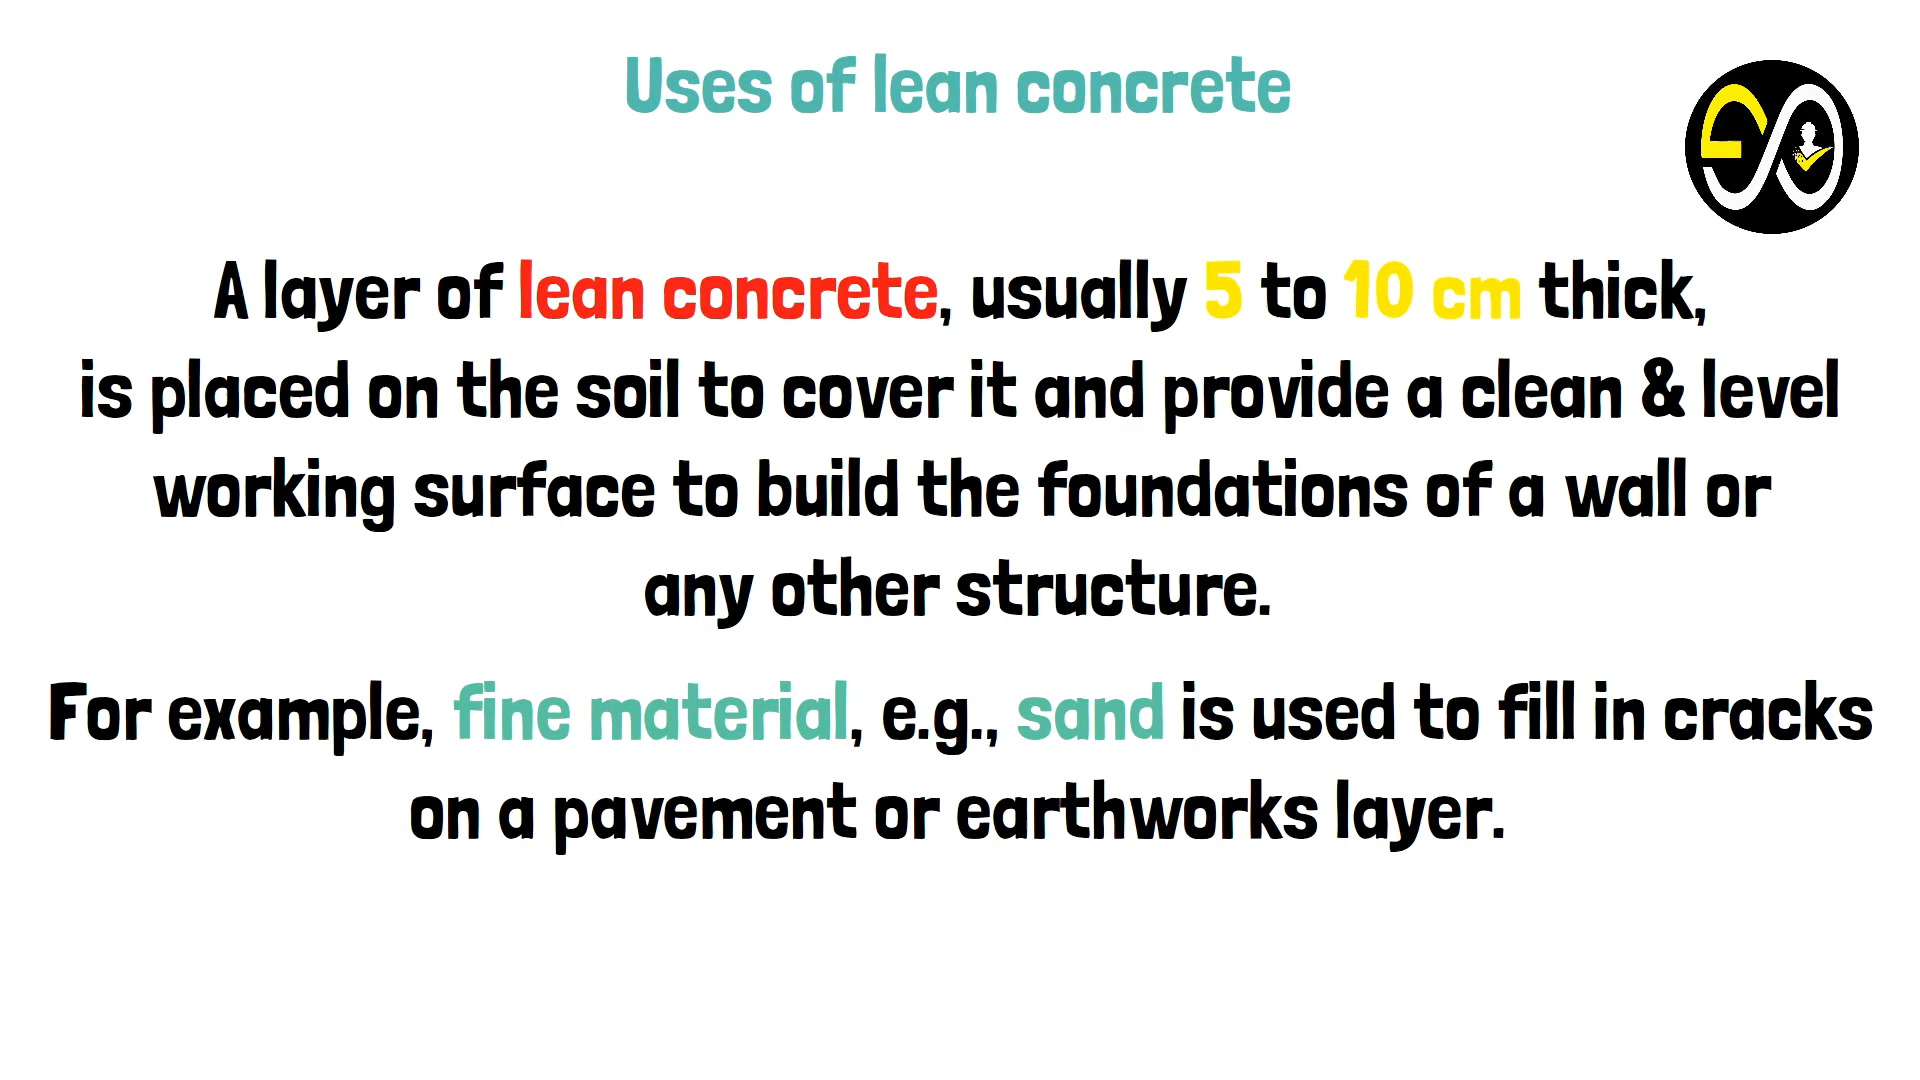 Uses of lean concrete
A layer of lean concrete, usually 5 to 10 cm thick,
is placed on the soil to cover it and provide a clean & level
working surface to build the foundations of a wall or
any other structure.
For example, fine material, e.g., sand is used to fill in cracks
on a pavement or earthworks layer.